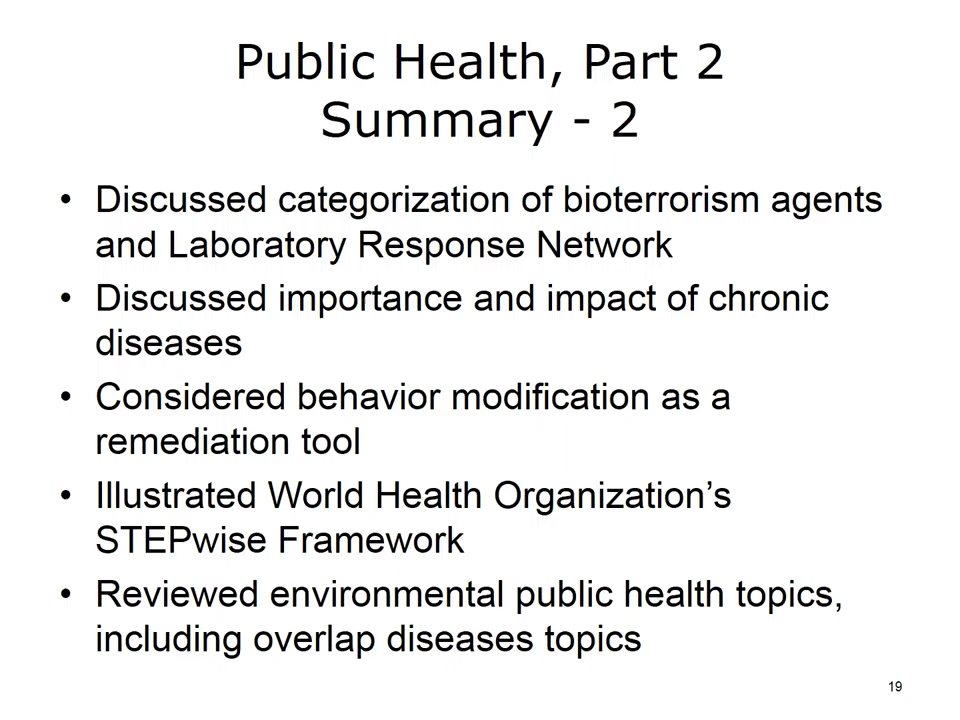 Public Health, Part 2
Summary - 2
• Discussed categorization of bioterrorism agents
and Laboratory Response Network
• Discussed importance and impact of chronic
diseases
• Considered behavior modification as a
remediation tool
• Illustrated World Health Organization’s
STEPwise Framework
• Reviewed environmental public health topics,
including overlap diseases topics
19